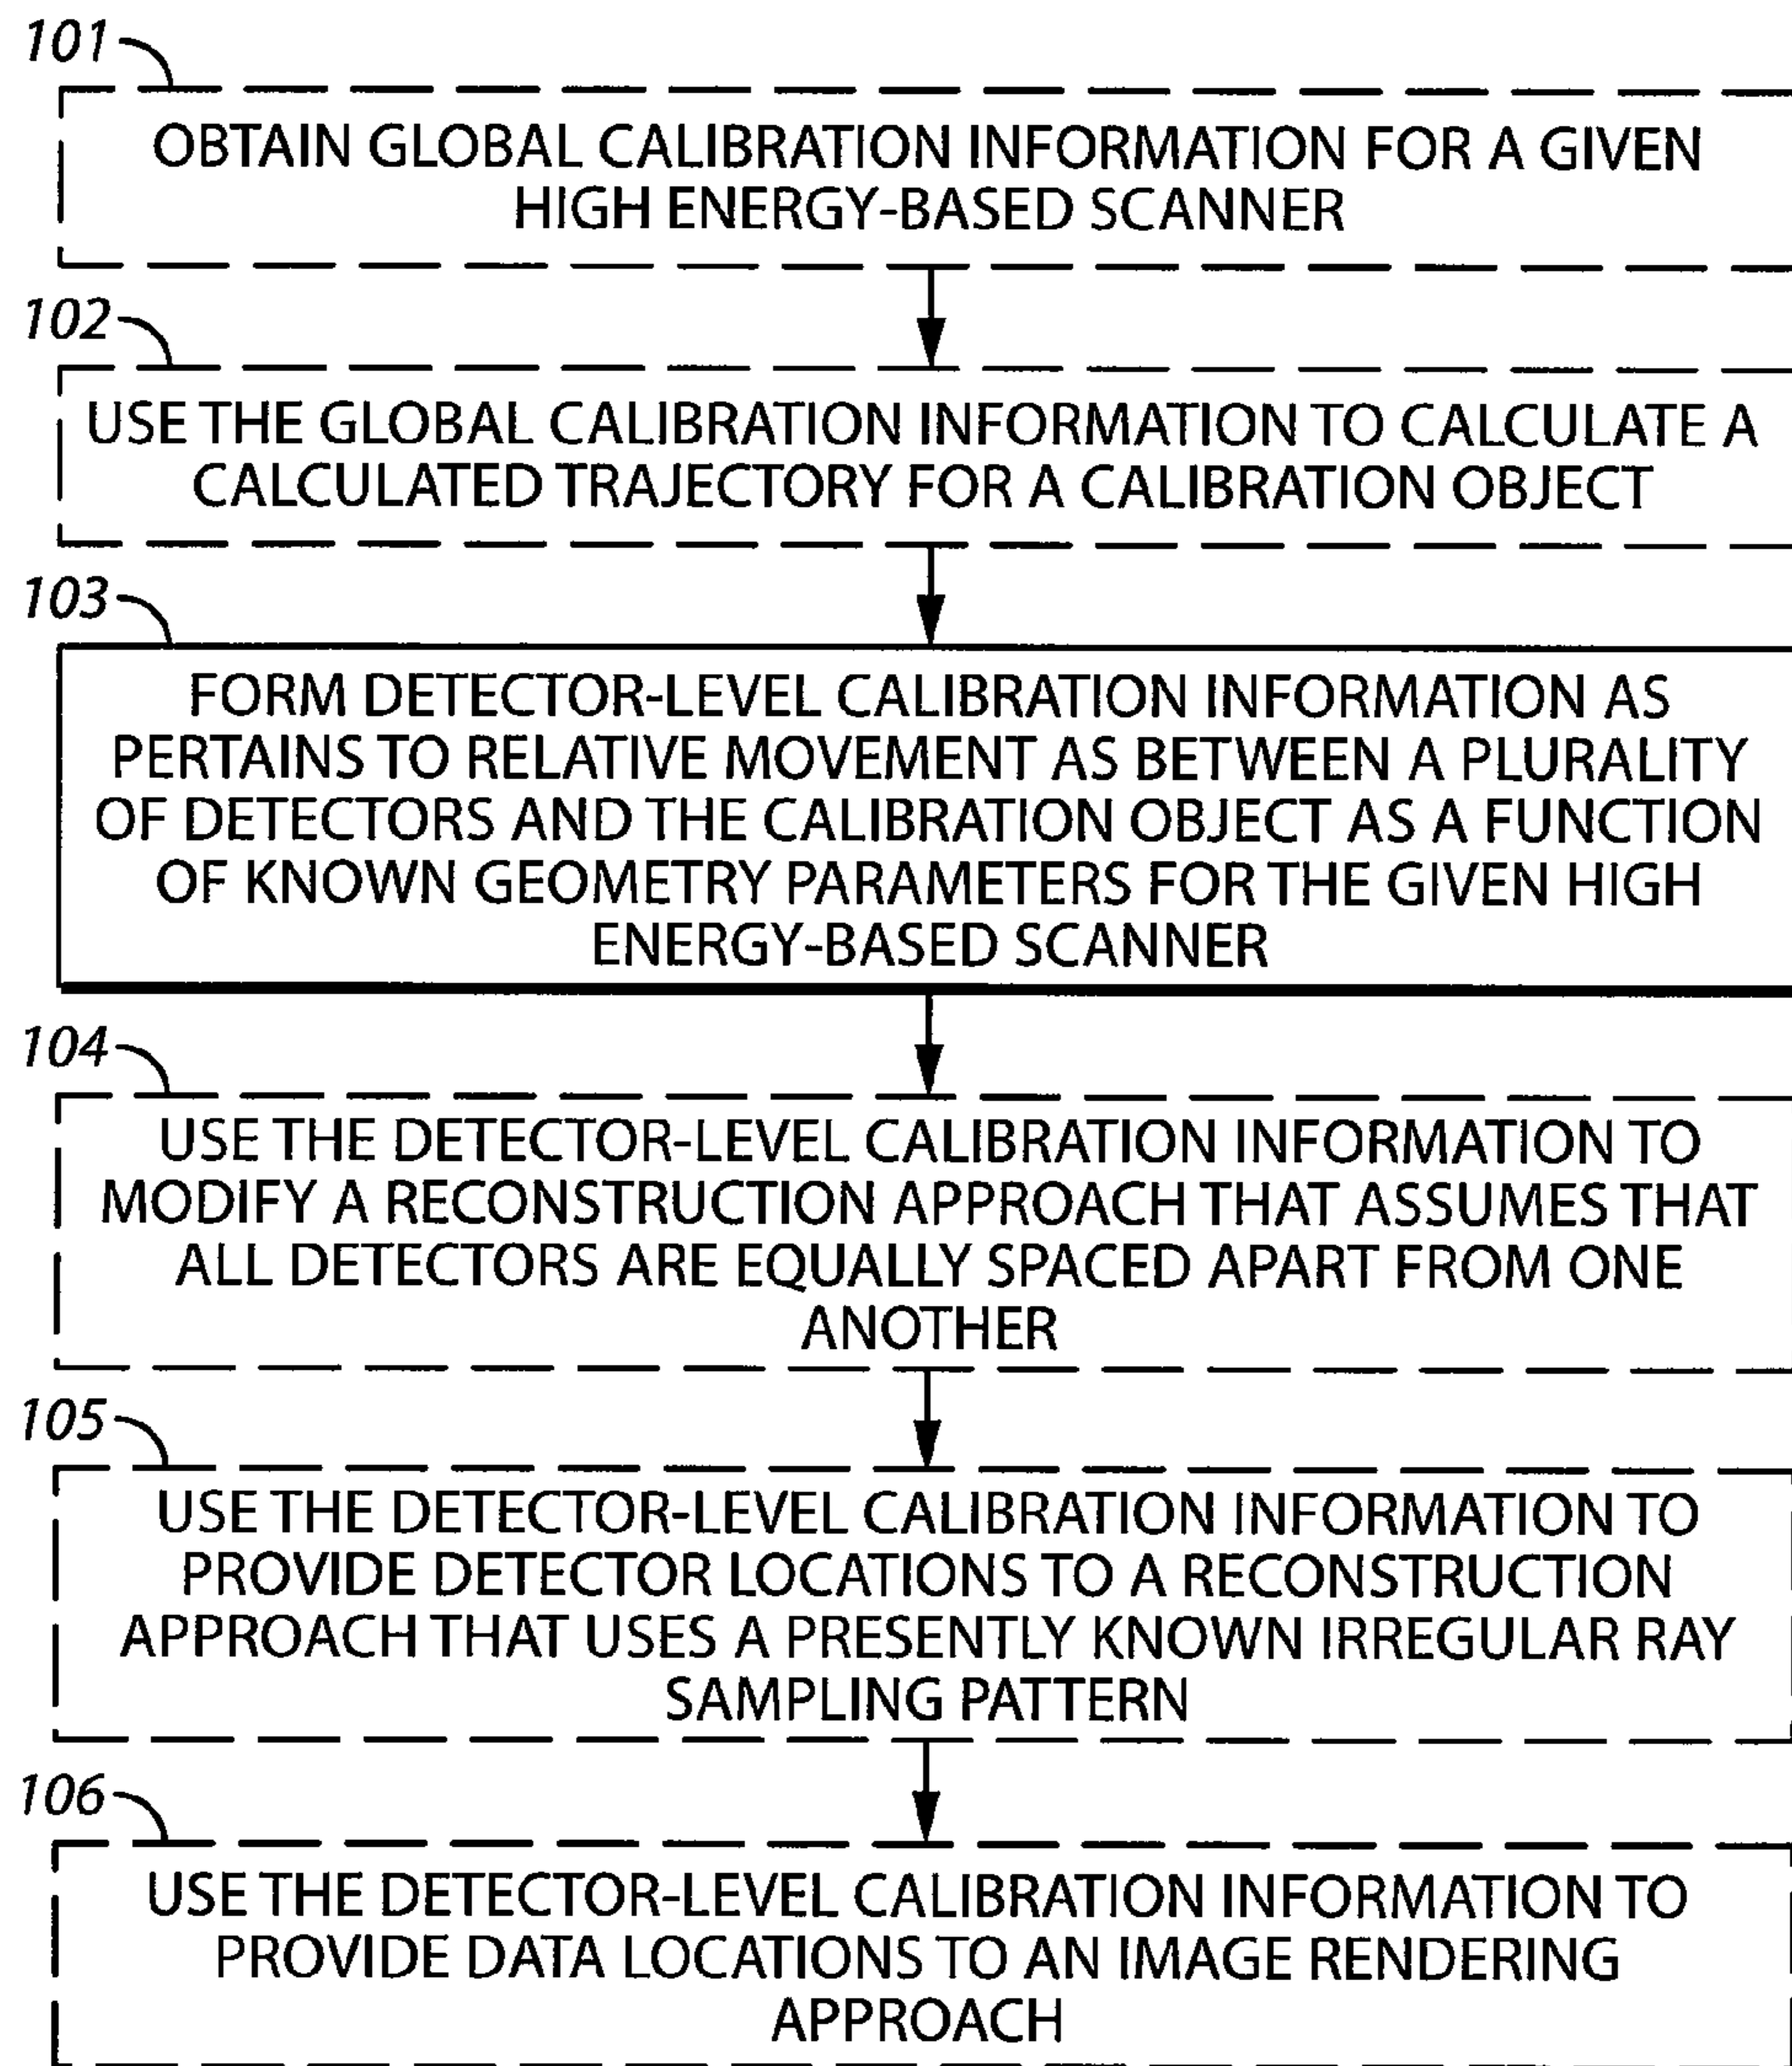 101
OBTAIN GLOBAL CALIBRATION INFORMATION FOR A GIVEN
HIGH ENERGY-BASED SCANNER
102
USE THE GLOBAL CALIBRATION INFORMATION TO CALCULATE A
CALCULATED TRAJECTORY FOR A CALIBRATION OBJECT
103
FORM DETECTOR-LEVEL CALIBRATION INFORMATION AS
PERTAINS TO RELATIVE MOVEMENT AS BETWEEN A PLURALITY
OF DETECTORS AND THE CALIBRATION OBJECT AS A FUNCTION
OF KNOWN GEOMETRY PARAMETERS FOR THE GIVEN HIGH
ENERGY-BASED SCANNER
104
USE THE DETECTOR-LEVEL CALIBRATION INFORMATION TO
MODIFY A RECONSTRUCTION APPROACH THAT ASSUMES THAT
ALL DETECTORS ARE EQUALLY SPACED APART FROM ONE
ANOTHER
105
USE THE DETECTOR-LEVEL CALIBRATION INFORMATION TO
PROVIDE DETECTOR LOCATIONS TO A RECONSTRUCTION
APPROACH THAT USES A PRESENTLY KNOWN IRREGULAR RAY
SAMPLING PATTERN
106
USE THE DETECTOR-LEVEL CALIBRATION INFORMATION TO
PROVIDE DATA LOCATIONS TO AN IMAGE RENDERING
APPROACH